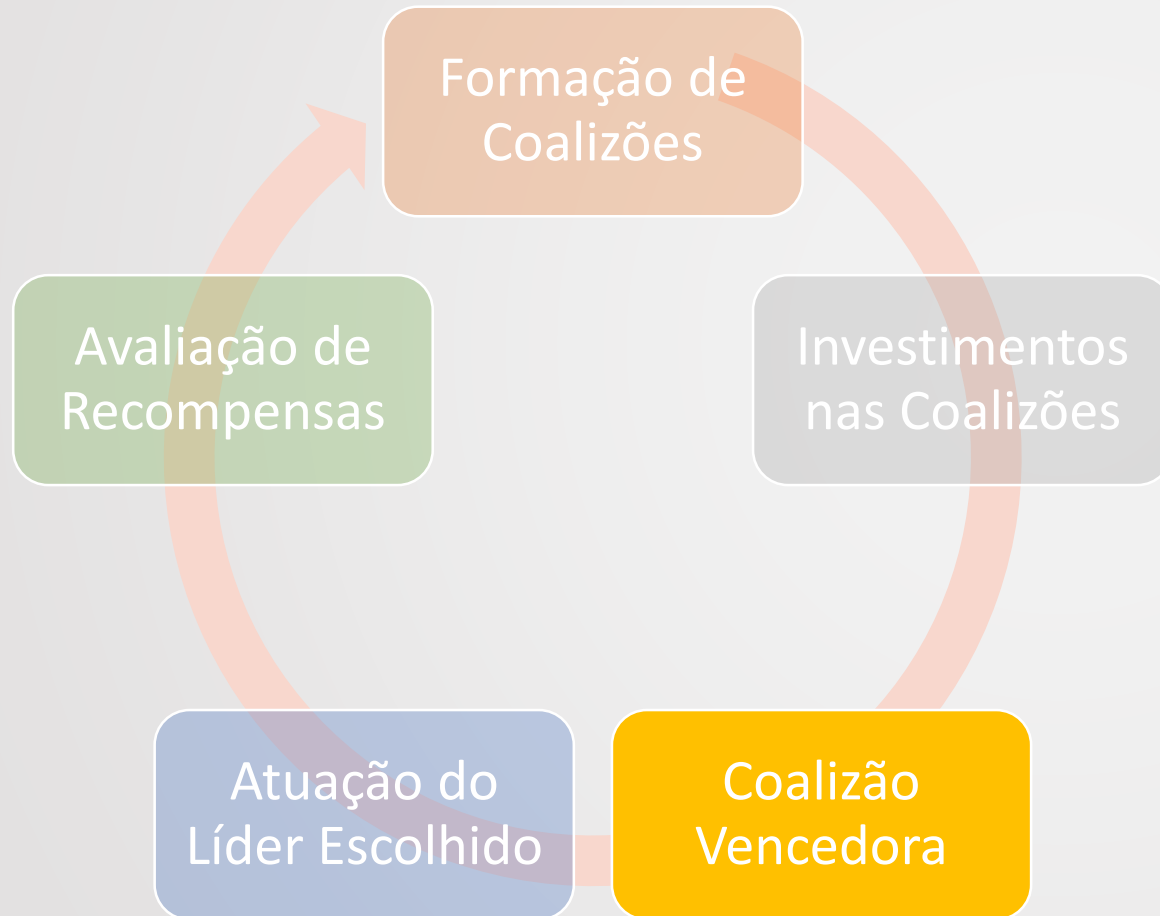 Formação de
Coalizões
Investimentos
nas Coalizões
Coalizão
Vencedora
Atuação do
Líder Escolhido
Avaliação de
Recompensas